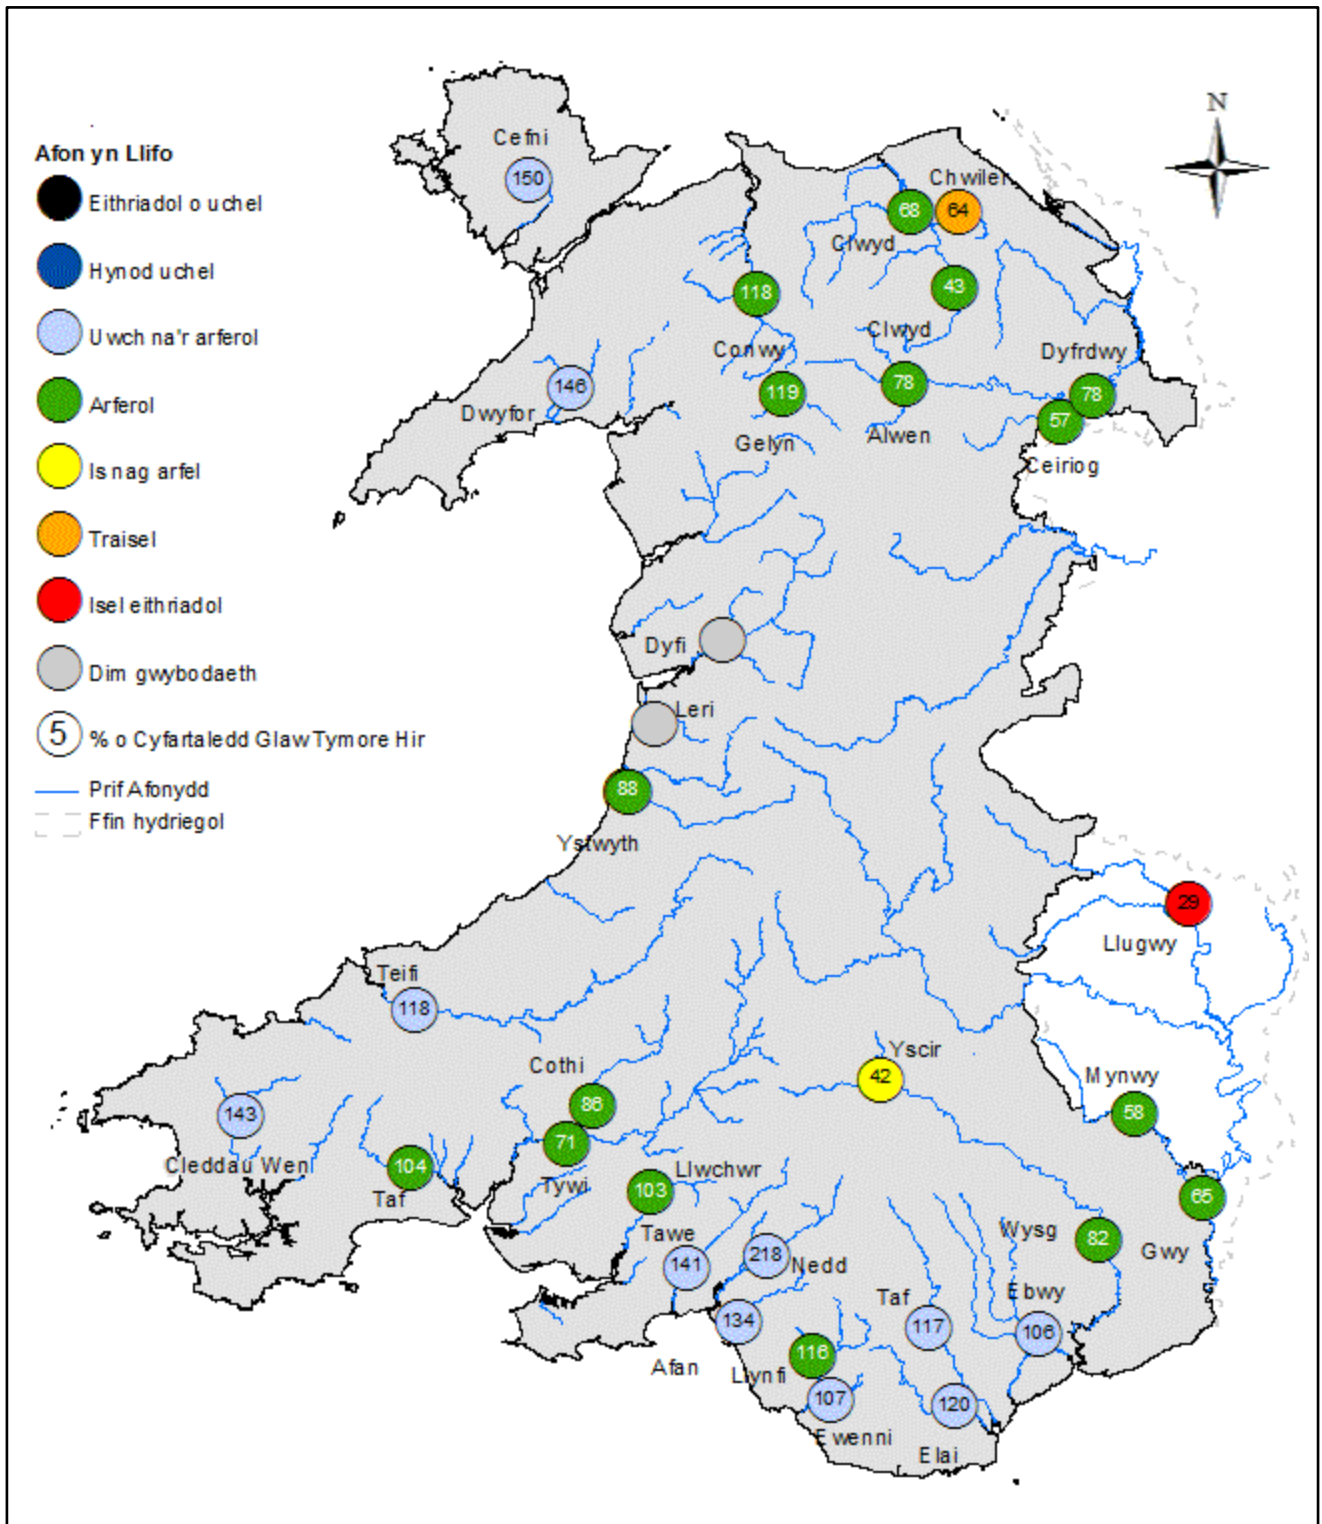 N
Afon yn Llifo
Eithriadol o uchel
Hynod uchel
Uwch na'r arferol
Arferol
Is nag arfel
Traisel
Isel eithriadol
Dim gwybodaeth
5 % o Cyfartaledd Glaw Tymore Hir
Prif Afonydd
Ffin hydriegol
Cefni
150
Chwiler
68
64
Clwyd
118
43
Clwyd
Conwy
Dyfrdwy
146
119
78
78
Dwyfor
57
Gelyn
Alwen
Ceiriog
Dyfi
Leri
88
Ystwyth
29
Llugwy
Teifi
118
Yscir
42
Cothi
Mynwy
143
86
58
71
Cleddau Wen
104
Taf
Tywi
Llwchwr
103
65
Tawe
141
218
Nedd
Wysg
82
Gwy
Taf
Ebwy
134
117
106
Afan
116
Llynfi
107
120
Ewenni
Elai